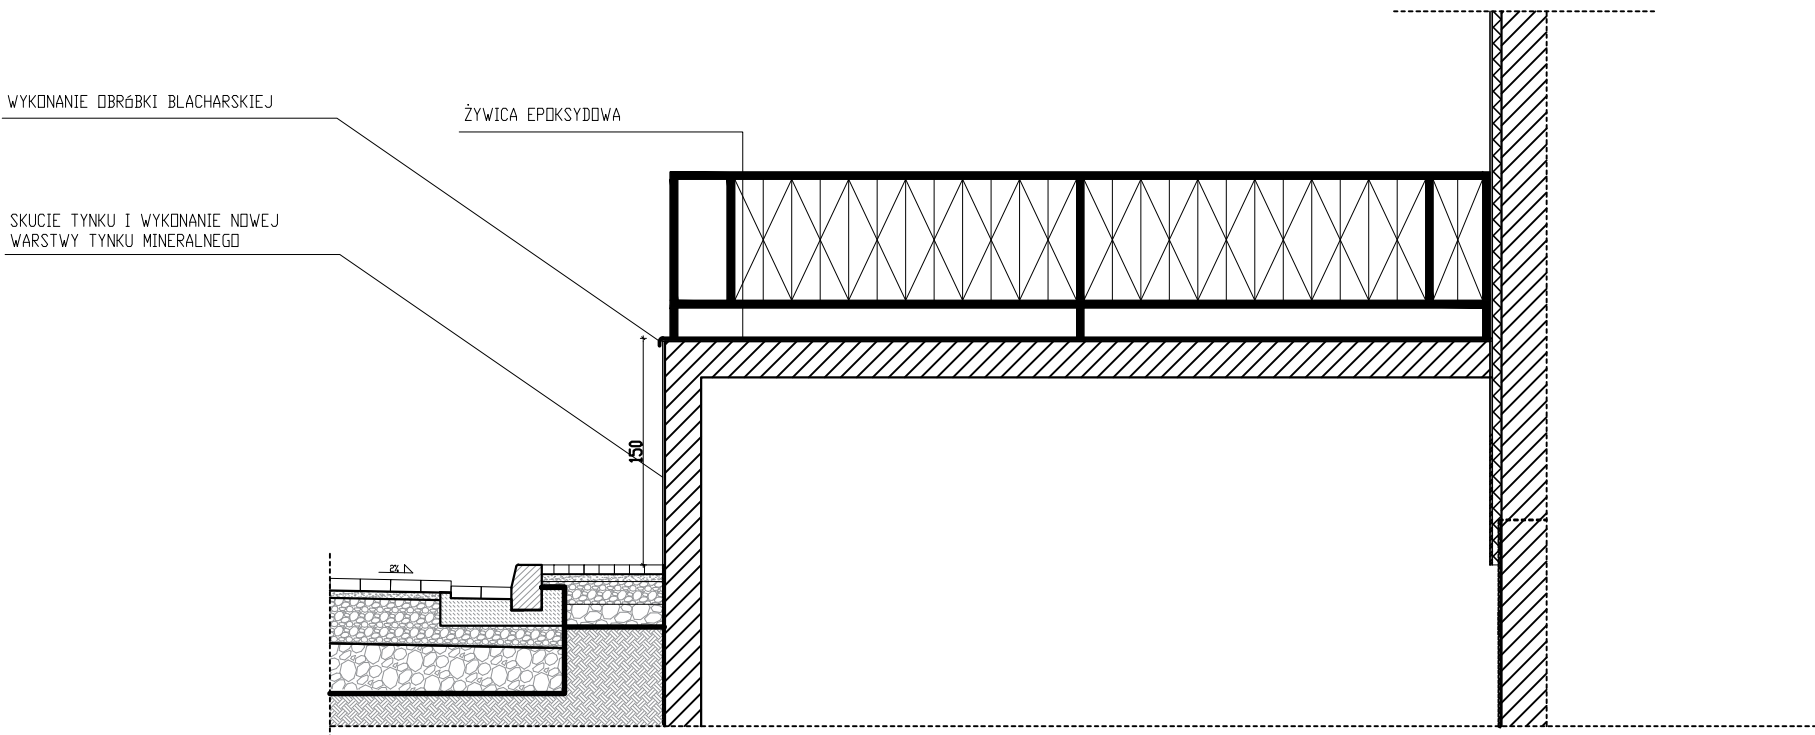 WYKONANIE OBRÓBKI BLACHARSKIEJ
ŻYWICA EPOKSYDOWA
SKUCIE TYNKU I WYKONANIE NOWEJ
WARSTWY TYNKU MINERALNEGO
150
2%